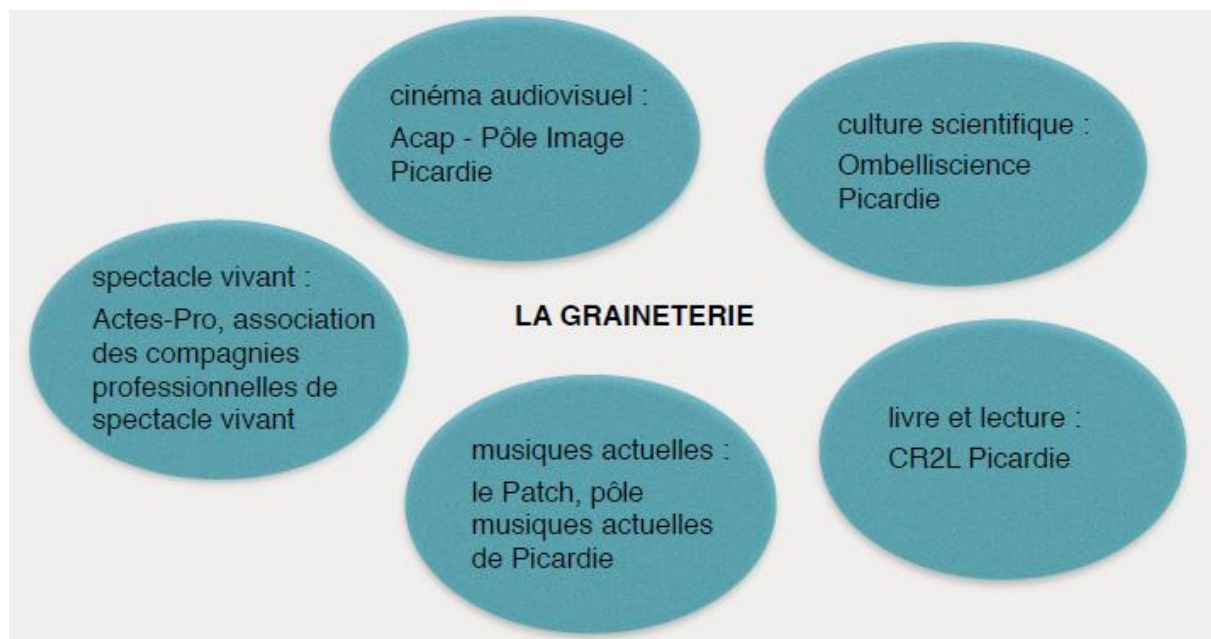 cinéma audiovisuel :
Acap - Pôle Image
Picardie
culture scientifique :
Ombelliscience
Picardie
spectacle vivant :
Actes-Pro, association
des compagnies
professionnelles de
spectacle vivant
LA GRAINETERIE
livre et lecture :
CR2L Picardie
musiques actuelles :
le Patch, pôle
musiques actuelles
de Picardie